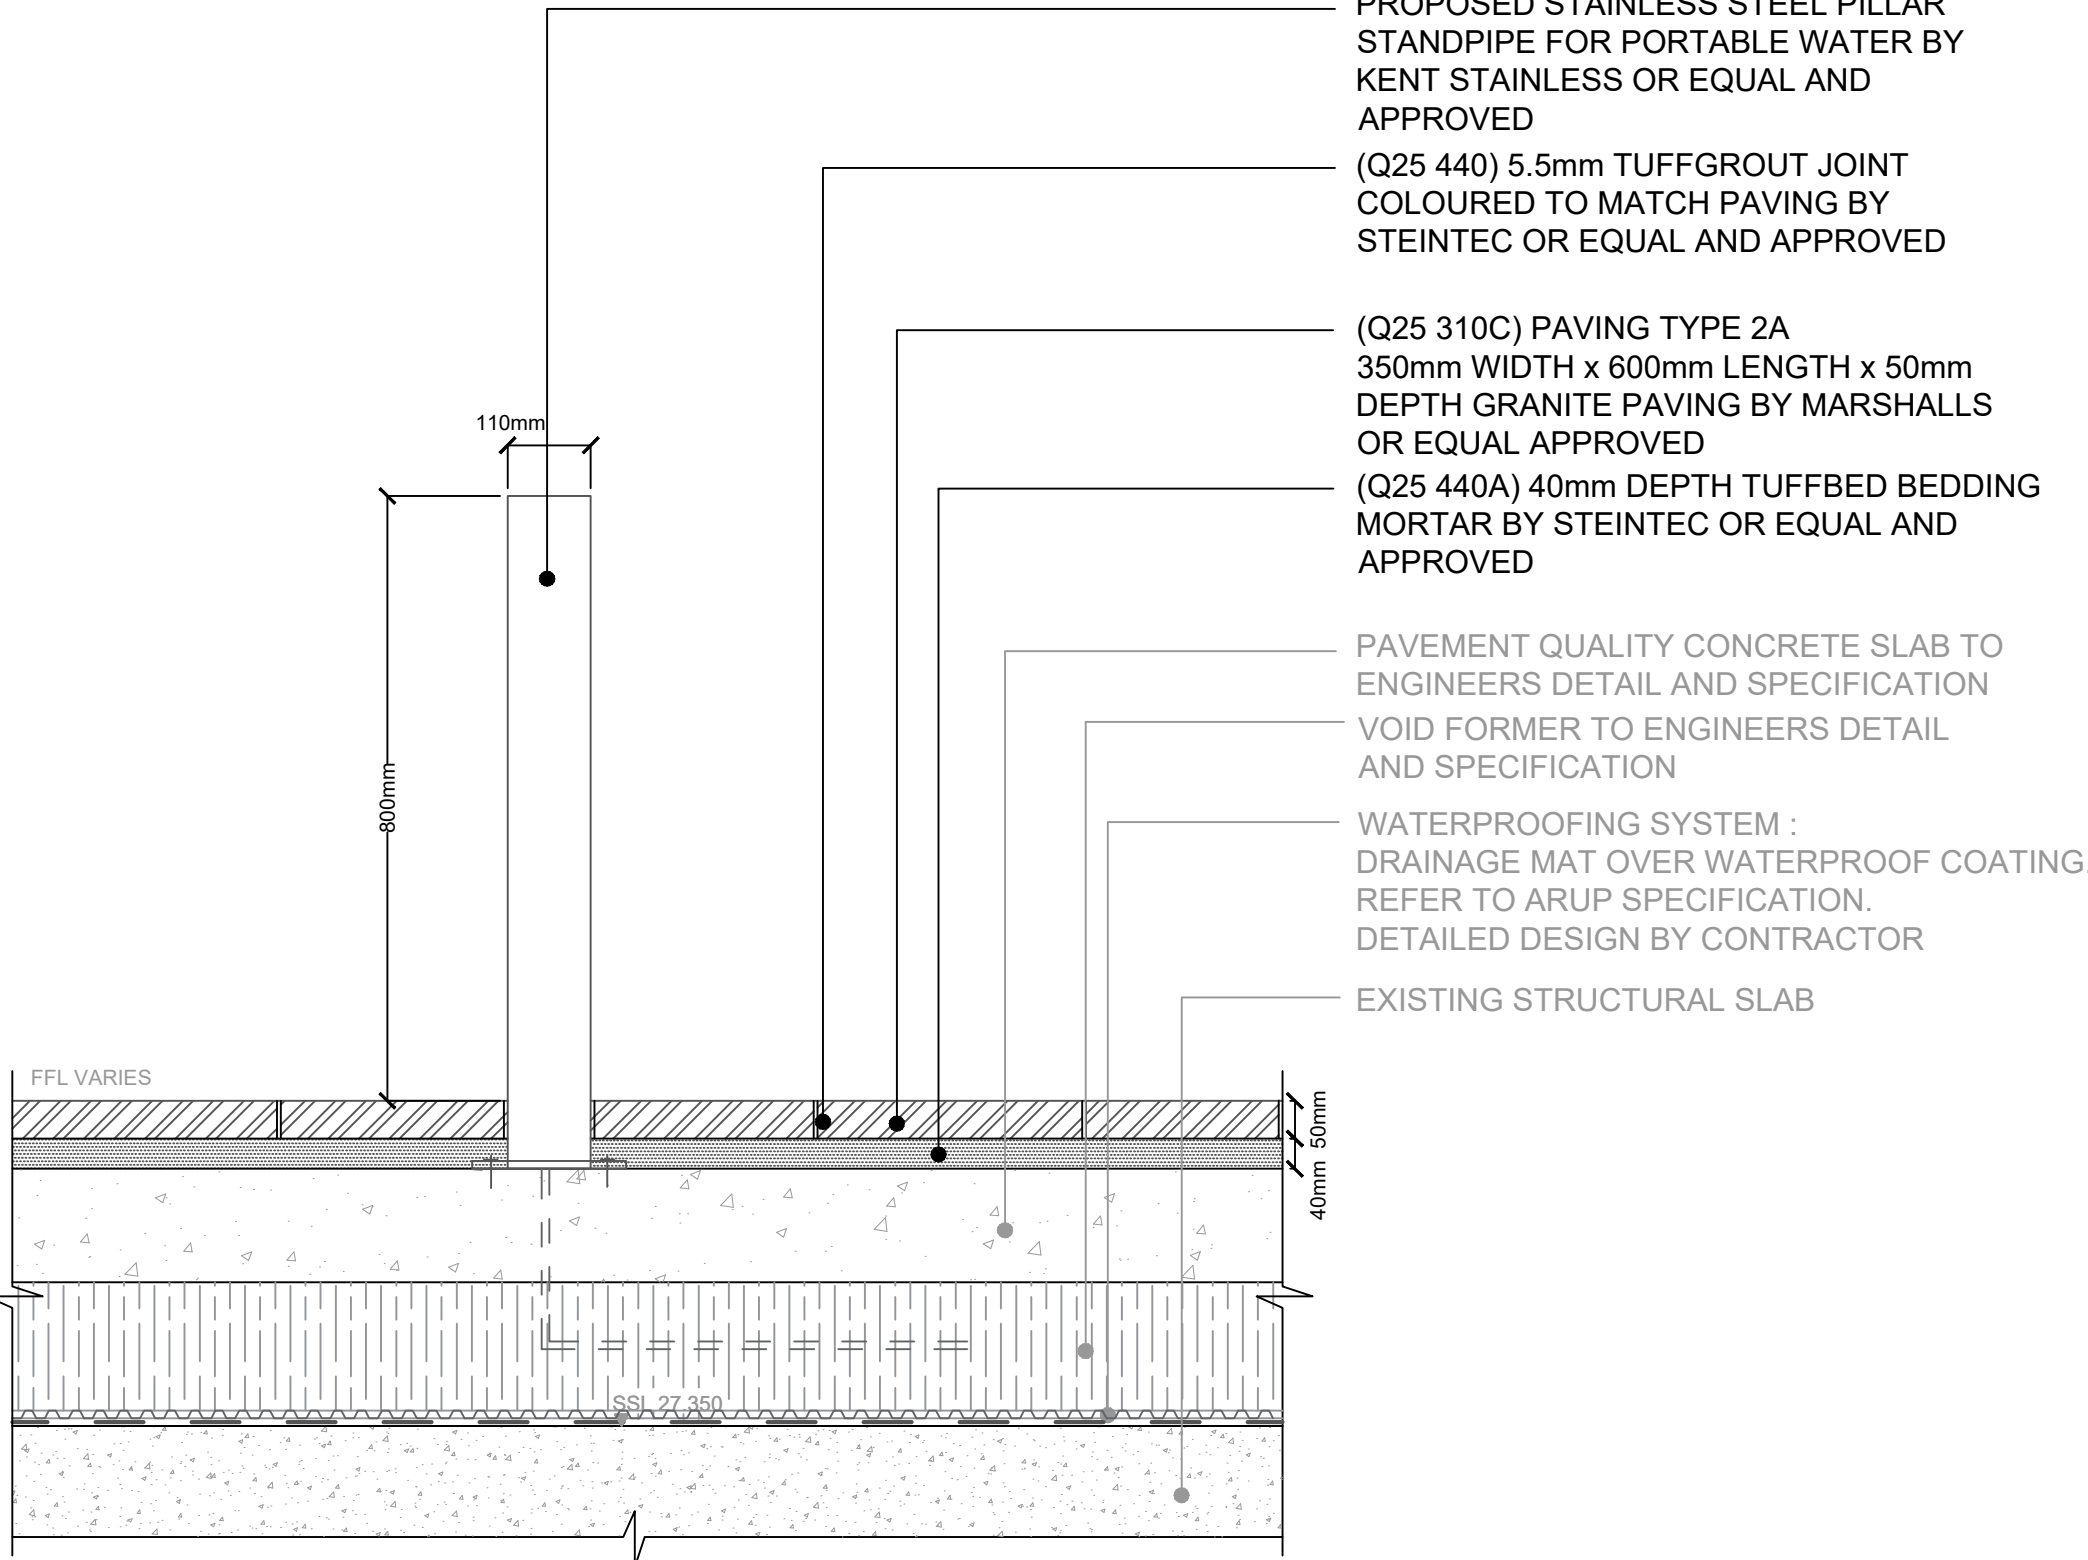 PROPOSED STAINLESS STEEL PILLAR
STANDPIPE FOR PORTABLE WATER BY
KENT STAINLESS OR EQUAL AND
APPROVED
(Q25 440) 5.5mm TUFFGROUT JOINT
COLOURED TO MATCH PAVING BY
STEINTEC OR EQUAL AND APPROVED
(Q25 310C) PAVING TYPE 2A
350mm WIDTH x 600mm LENGTH x 50mm
DEPTH GRANITE PAVING BY MARSHALLS
OR EQUAL APPROVED
(Q25 440A) 40mm DEPTH TUFFBED BEDDING
MORTAR BY STEINTEC OR EQUAL AND
APPROVED
PAVEMENT QUALITY CONCRETE SLAB TO
ENGINEERS DETAIL AND SPECIFICATION
VOID FORMER TO ENGINEERS DETAIL
AND SPECIFICATION
WATERPROOFING SYSTEM :
DRAINAGE MAT OVER WATERPROOF COATING.
REFER TO ARUP SPECIFICATION.
DETAILED DESIGN BY CONTRACTOR
EXISTING STRUCTURAL SLAB
110mm
800mm
FFL VARIES
50mm
40mm
SSL 27.350